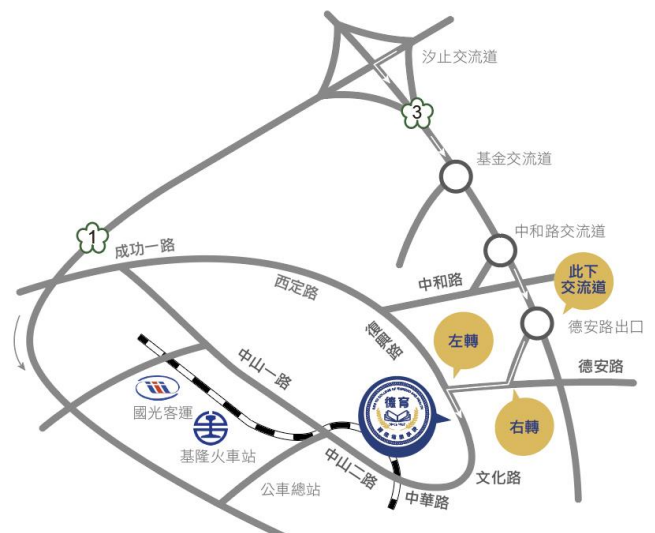 汐止交流道
3
基金交流道
1
成功一路
中和路交流道
西定路
中和路
此下
交流道
復興路
左轉
德安路出口
中山一路
德安路
國光客運
德育
右轉
基隆火車站
中山二路
文化路
公車總站
中華路